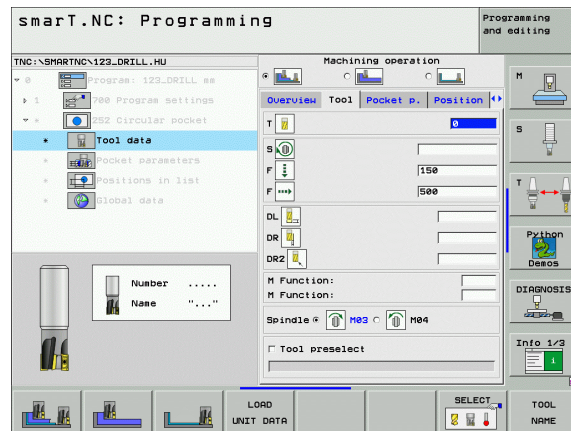 smarT.NC: Programming
Programming and editing
TNC:\SMARTNC\123_DRILL.HU
0 Program: 123_DRILL mm
1 700 Program settings
* 252 Circular pocket
* Tool data
* Pocket parameters
* Positions in list
* Global data
Number .....
Name "..."
Machining operation
Overview Tool Pocket p. Position
T 0
S
F 150
F 500
DL
DR
DR2
M Function:
M Function:
Spindle M03 M04
Tool preselect
M
S
T
Python
Demos
DIAGNOSIS
Info 1/3
LOAD
UNIT DATA
SELECT
TOOL
NAME